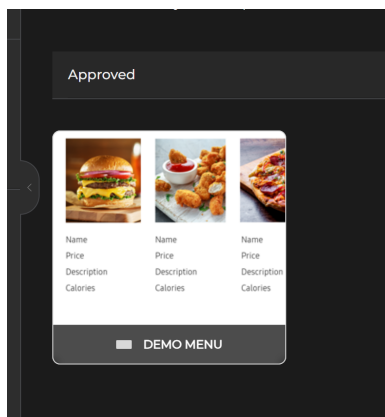 Approved
Name Name Name
Price Price Price
Description Description Description
Calories Calories Calories
DEMO MENU